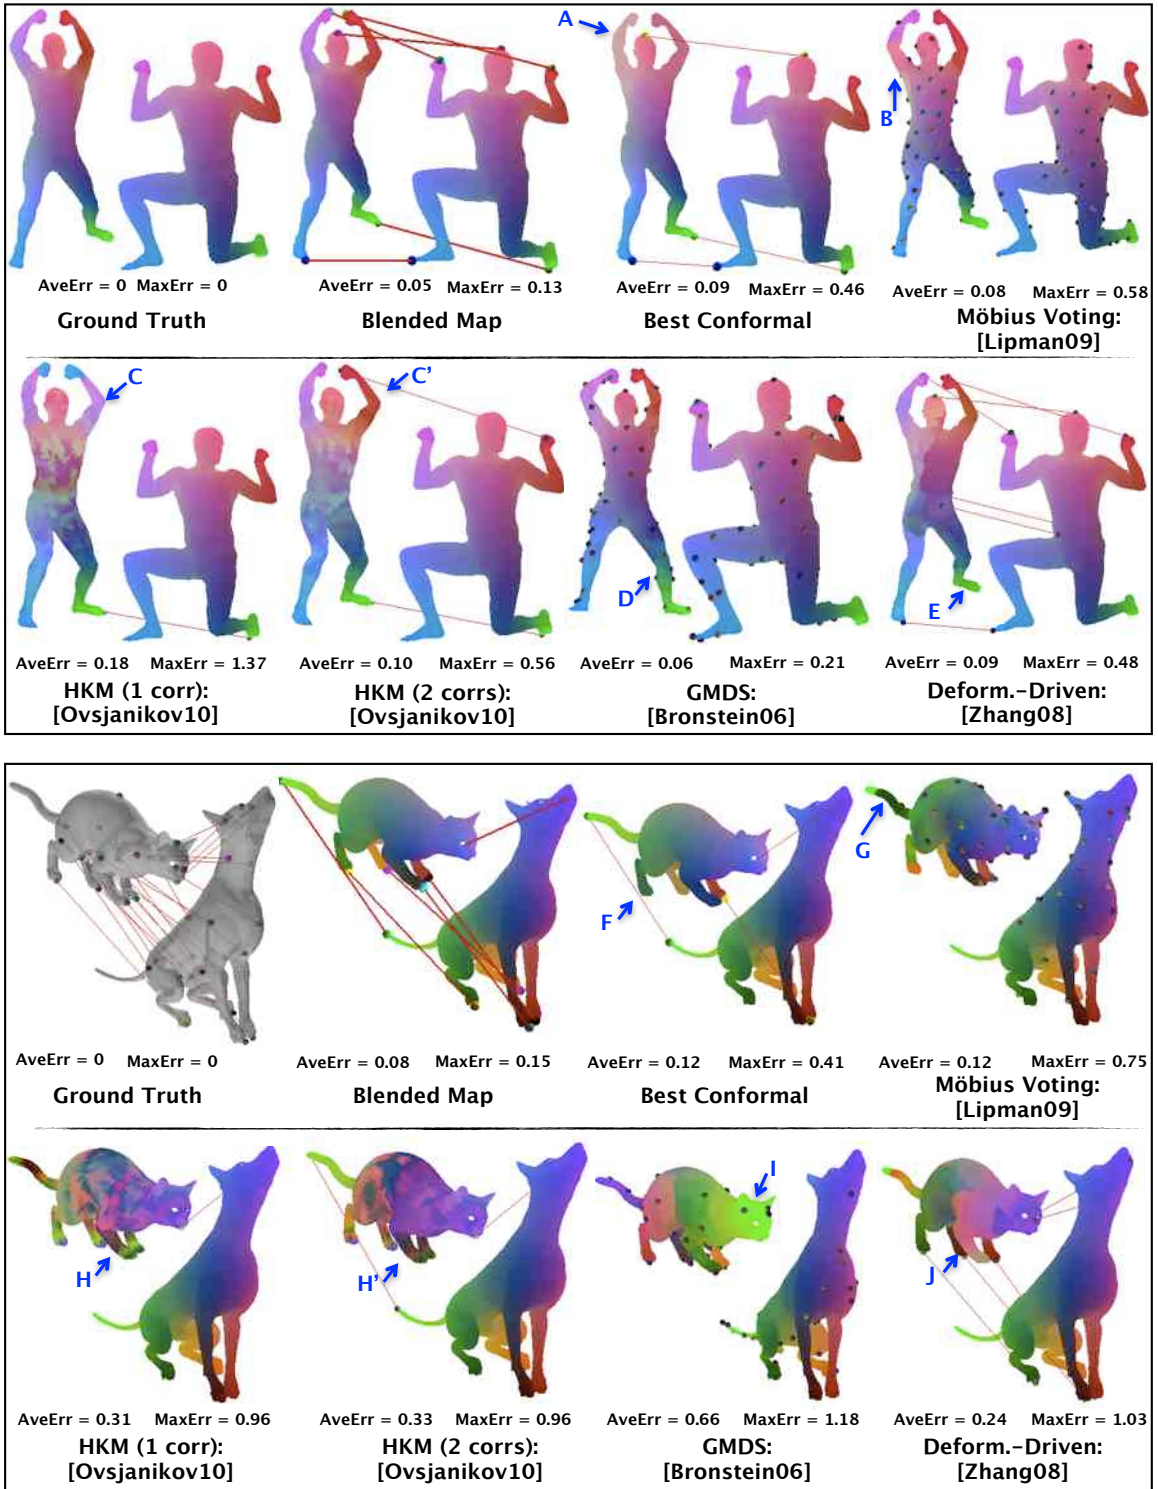 A
B
AveErr = 0 MaxErr = 0
AveErr = 0.05 MaxErr = 0.13
AveErr = 0.09 MaxErr = 0.46
AveErr = 0.08 MaxErr = 0.58
Ground Truth
Blended Map
Best Conformal
Möbius Voting:
[Lipman09]
C
C'
D
E
AveErr = 0.18 MaxErr = 1.37
AveErr = 0.10 MaxErr = 0.56
AveErr = 0.06 MaxErr = 0.21
AveErr = 0.09 MaxErr = 0.48
HKM (1 corr):
[Ovsjanikov10]
HKM (2 corrs):
[Ovsjanikov10]
GMDS:
[Bronstein06]
Deform.-Driven:
[Zhang08]
F
G
AveErr = 0 MaxErr = 0
AveErr = 0.08 MaxErr = 0.15
AveErr = 0.12 MaxErr = 0.41
AveErr = 0.12 MaxErr = 0.75
Ground Truth
Blended Map
Best Conformal
Möbius Voting:
[Lipman09]
H
H'
I
J
AveErr = 0.31 MaxErr = 0.96
AveErr = 0.33 MaxErr = 0.96
AveErr = 0.66 MaxErr = 1.18
AveErr = 0.24 MaxErr = 1.03
HKM (1 corr):
[Ovsjanikov10]
HKM (2 corrs):
[Ovsjanikov10]
GMDS:
[Bronstein06]
Deform.-Driven:
[Zhang08]